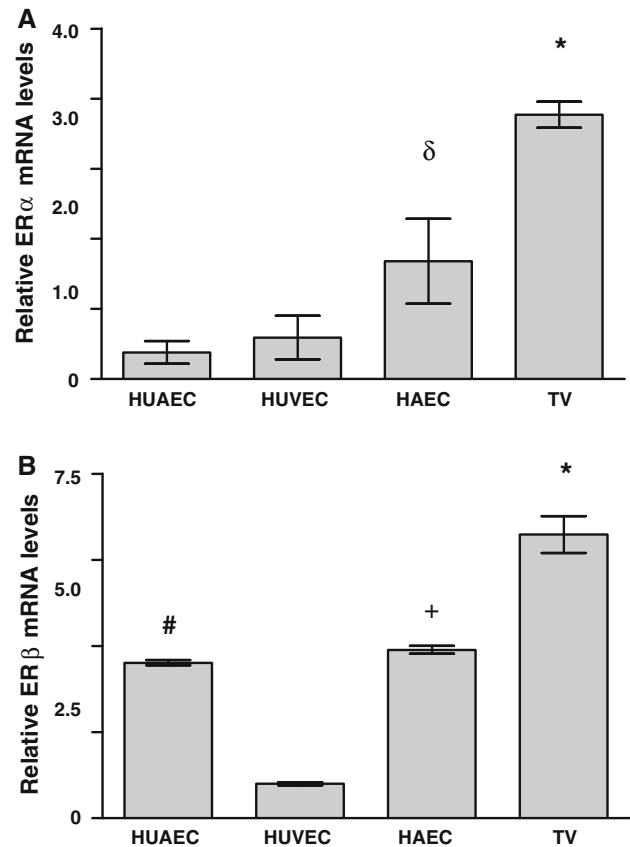 A
Relative ERα mRNA levels
4.0
3.0
2.0
1.0
0
δ
*
HUAEC HUVEC HAEC TV
B
Relative ERβ mRNA levels
7.5
5.0
2.5
0
#
+
*
HUAEC HUVEC HAEC TV